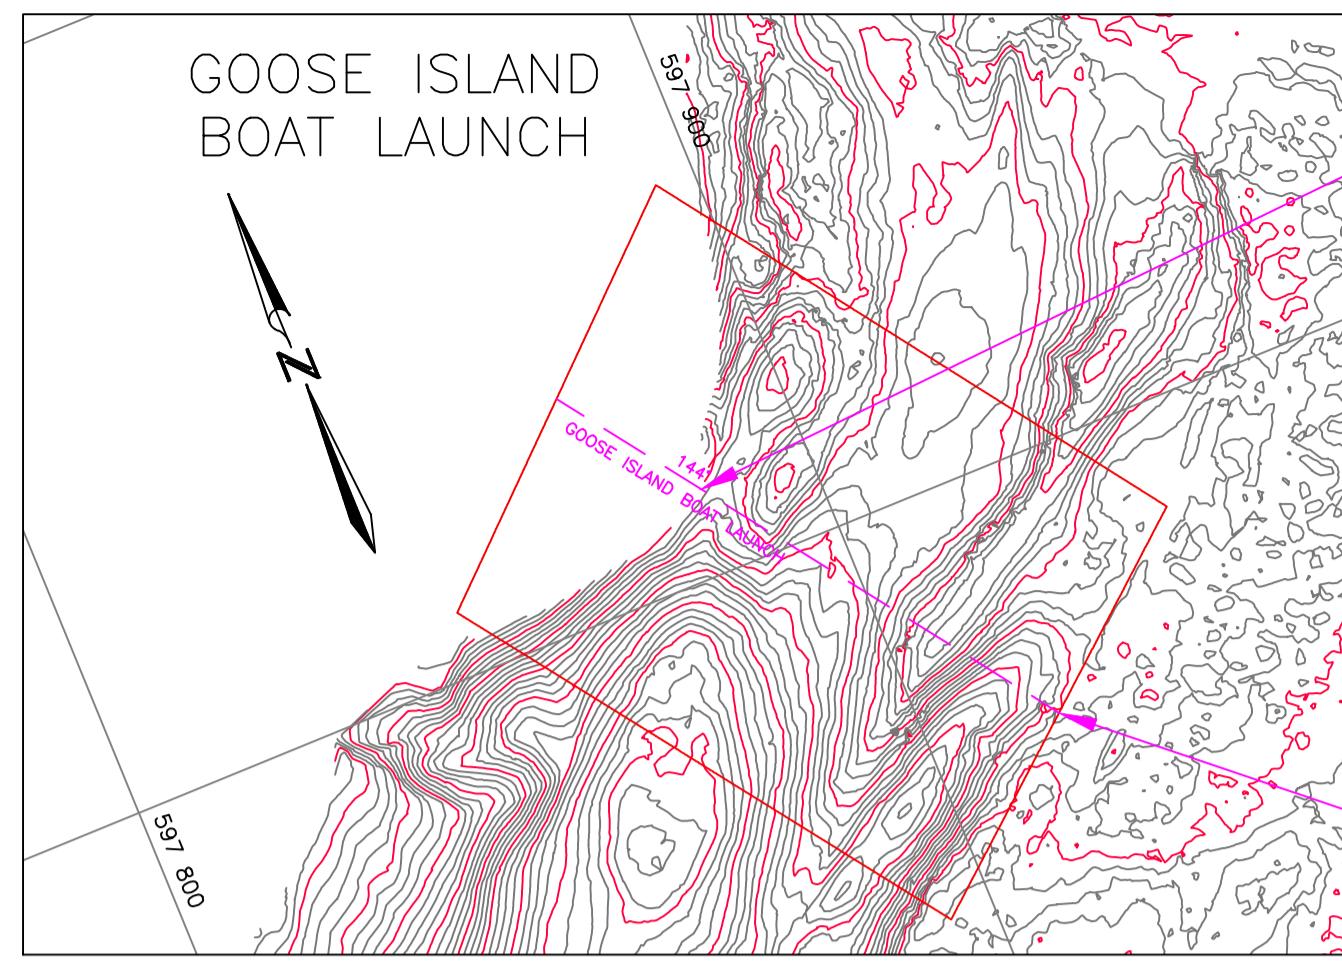 GOOSE ISLAND
BOAT LAUNCH
597 900
N
1441
GOOSE ISLAND BOAT LAUNCH
597 800